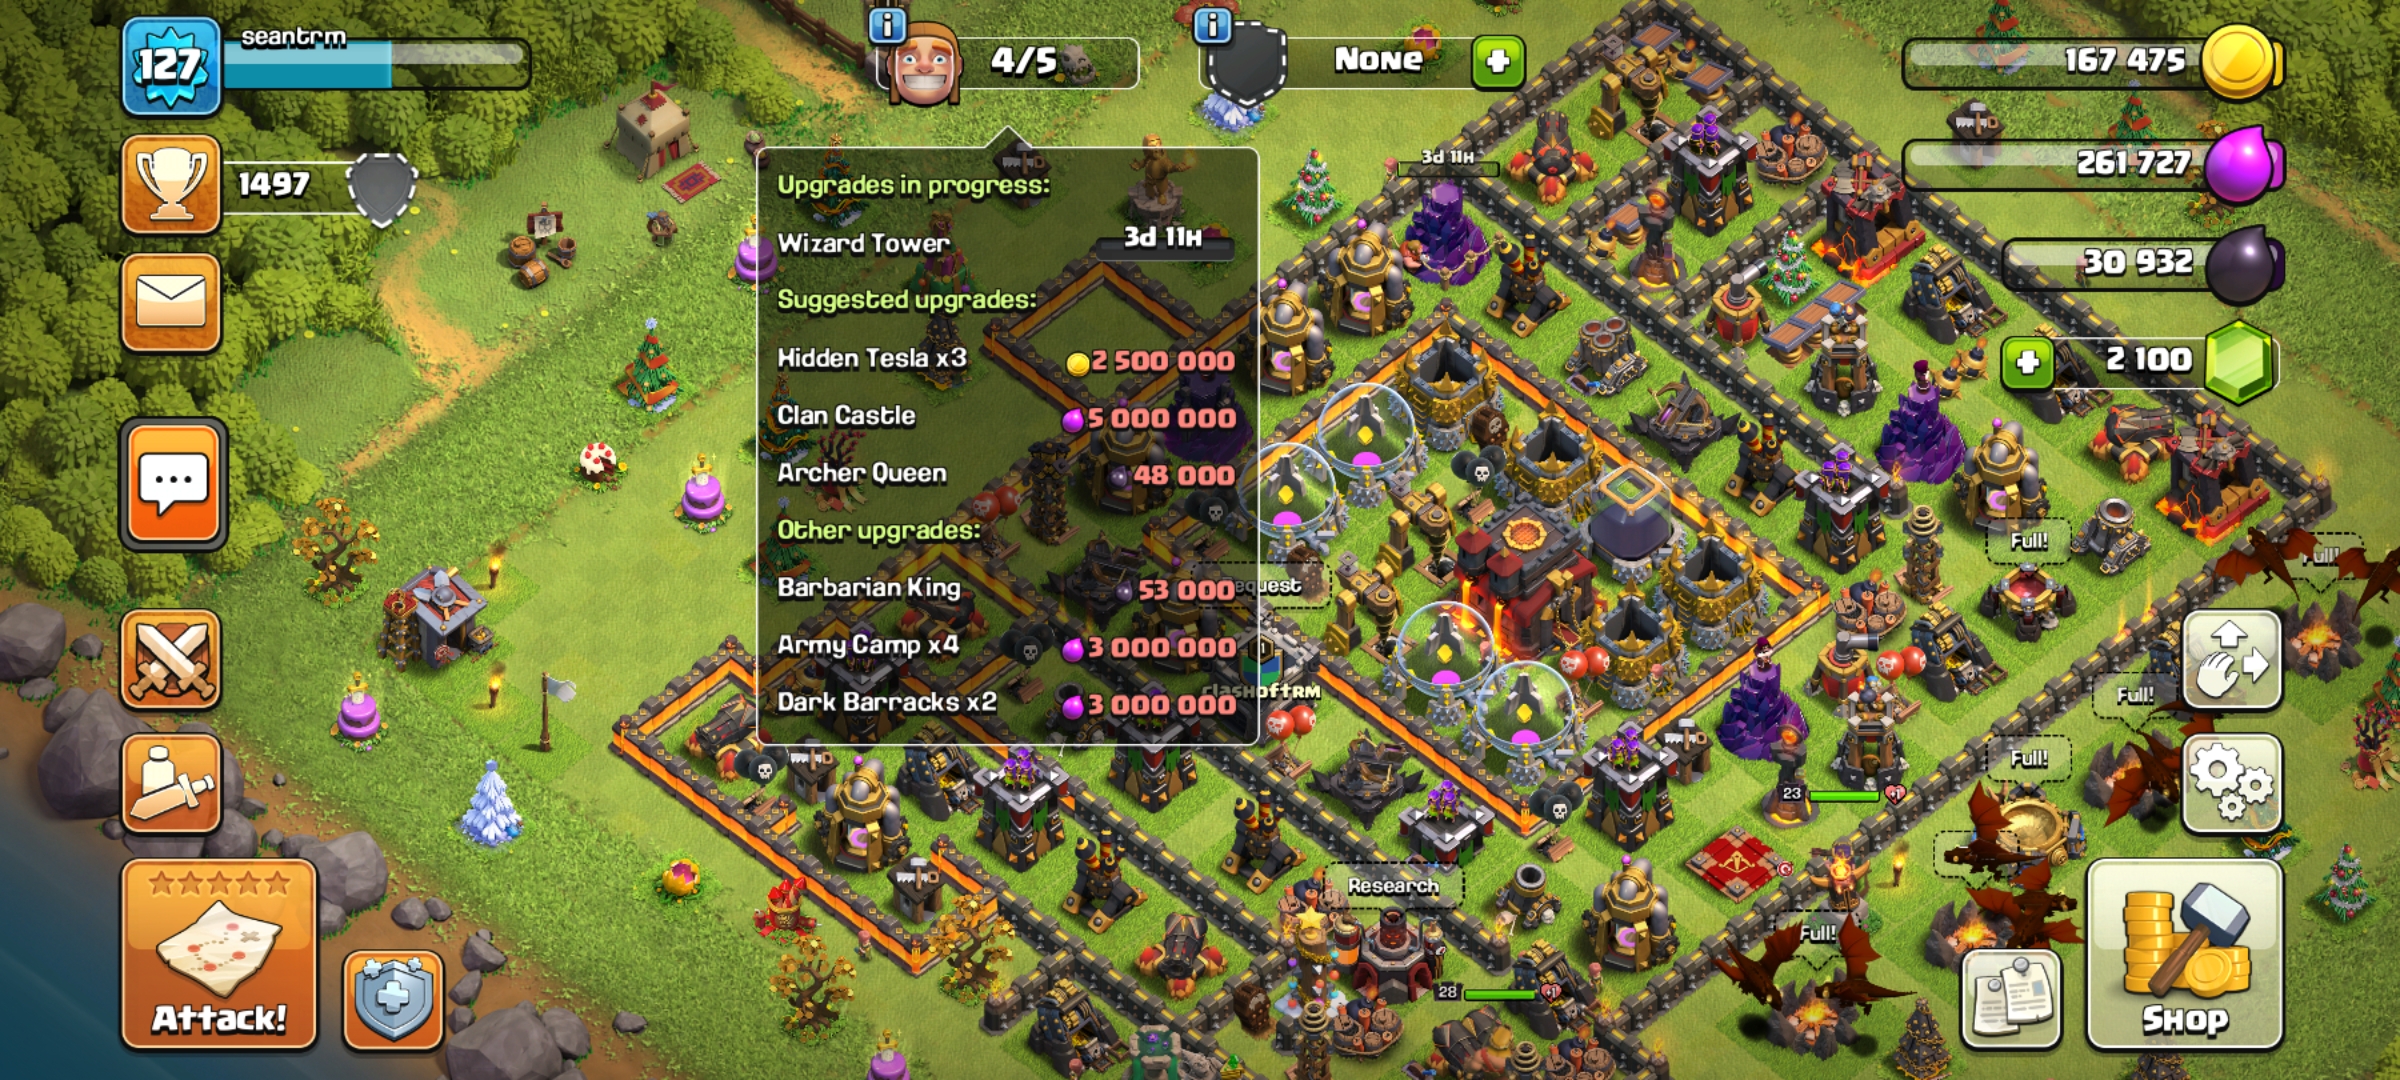 127
seantrm
4/5
None
167 475
1497
261 727
30 932
2 100
3d 11H
Upgrades in progress:
Wizard Tower 3d 11H
Suggested upgrades:
Hidden Tesla x3 2 500 000
Clan Castle 5 000 000
Archer Queen 48 000
Other upgrades:
Barbarian King 53 000
Army Camp x4 3 000 000
Dark Barracks x2 3 000 000
Full!
Full!
Full!
Full!
23
+1
Research
Full!
28
+1
Attack!
Shop